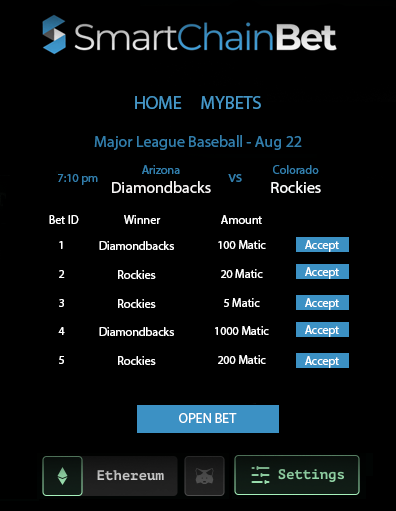 SmartChainBet
HOME MYBETS
Major League Baseball - Aug 22
7:10 pm Arizona Diamondbacks VS Colorado Rockies
Bet ID Winner Amount
1 Diamondbacks 100 Matic Accept
2 Rockies 20 Matic Accept
3 Rockies 5 Matic Accept
4 Diamondbacks 1000 Matic Accept
5 Rockies 200 Matic Accept
OPEN BET
Ethereum Settings